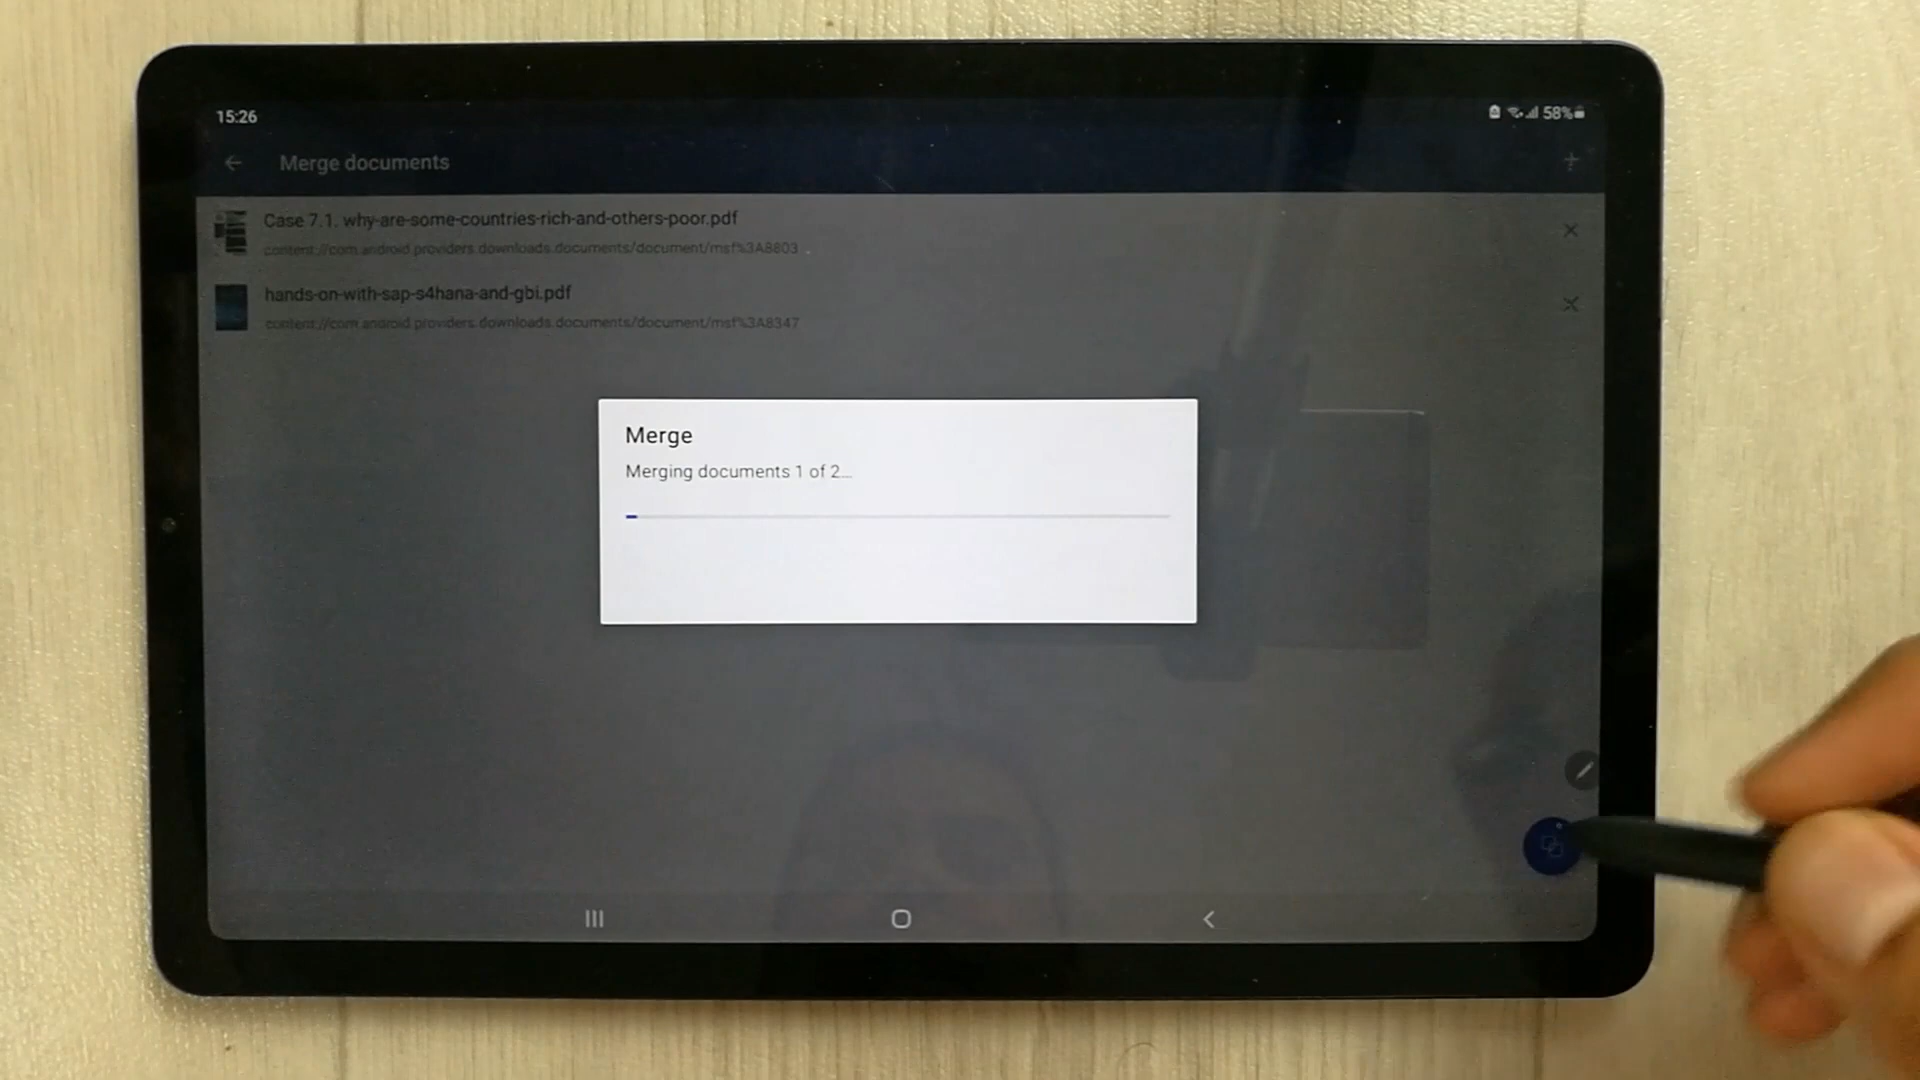 15:26
58%
Merge documents
Case 7.1. why-are-some-countries-rich-and-others-poor.pdf
content://com.android.providers.downloads.documents/document/msf%3A8803
hands-on-with-sap-s4hana-and-gbi.pdf
content://com.android.providers.downloads.documents/document/msf%3A8347
Merge
Merging documents 1 of 2...